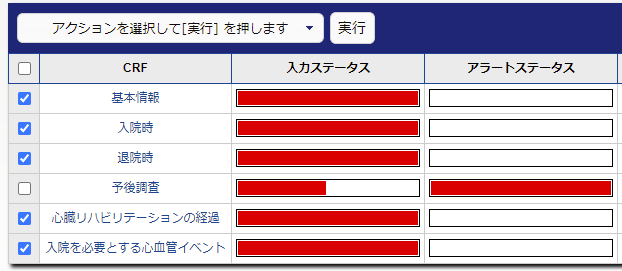 アクションを選択して[実行] を押します
実行
CRF 入力ステータス アラートステータス
基本情報
入院時
退院時
予後調査
心臓リハビリテーションの経過
入院を必要とする心血管イベント